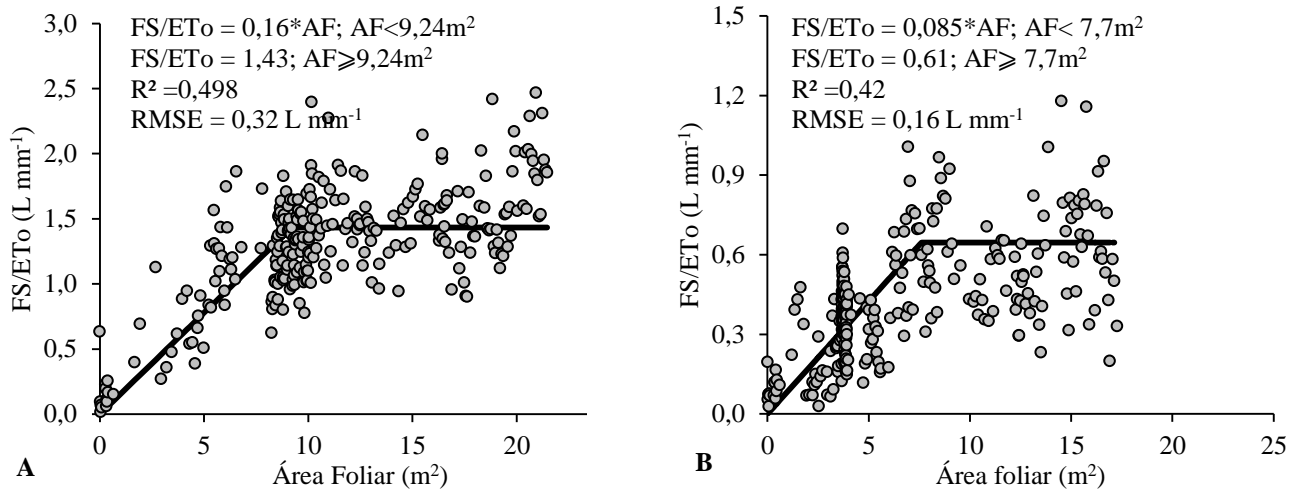 FS/ETo = 0,16*AF; AF<9,24m²
FS/ETo = 1,43; AF⩾9,24m²
R² =0,498
RMSE = 0,32 L mm⁻¹
FS/ETo (L mm⁻¹)
3,0
2,5
2,0
1,5
1,0
0,5
0,0
0 5 10 15 20
Área Foliar (m²)
A
FS/ETo = 0,085*AF; AF< 7,7m²
FS/ETo = 0,61; AF⩾ 7,7m²
R² =0,42
RMSE = 0,16 L mm⁻¹
FS/ETo (L mm⁻¹)
1,5
1,2
0,9
0,6
0,3
0,0
0 5 10 15 20 25
Área foliar (m²)
B